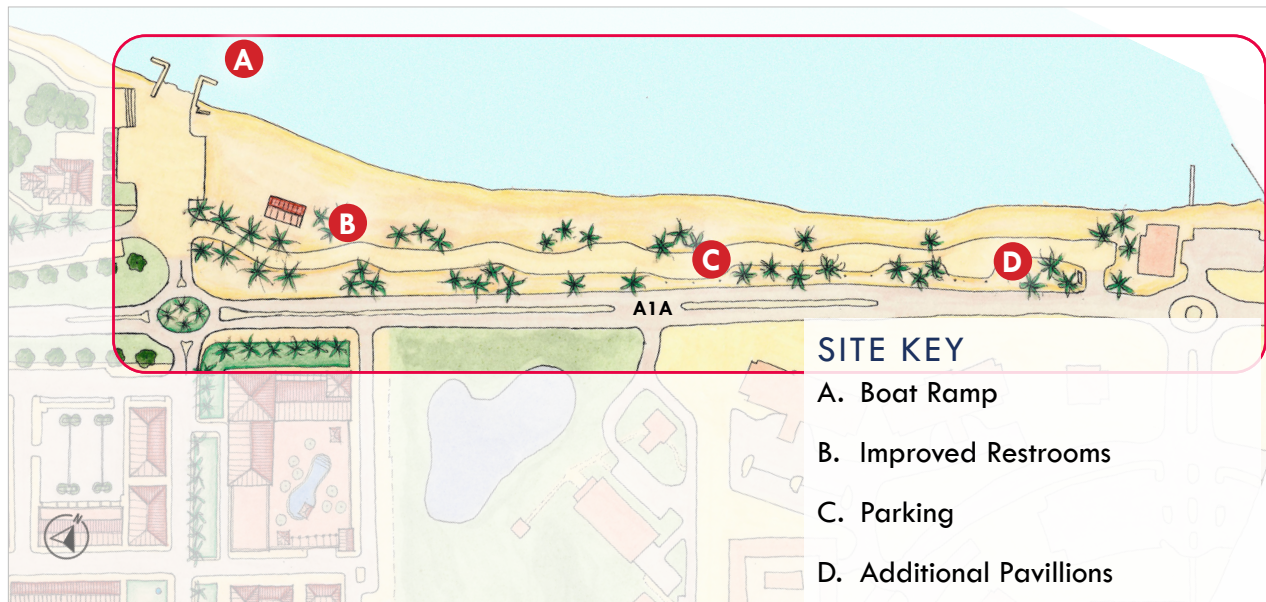 A
B
C
D
A1A
N
SITE KEY
A. Boat Ramp
B. Improved Restrooms
C. Parking
D. Additional Pavillions